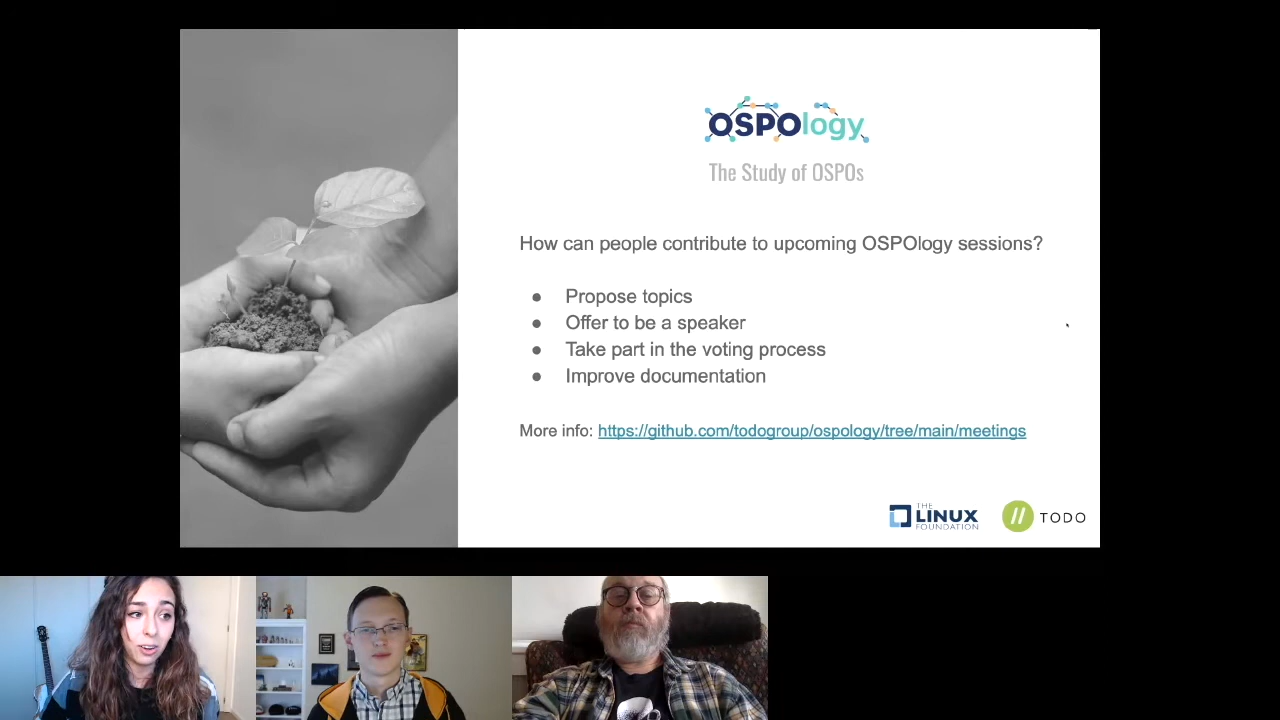 OSPOlogy
The Study of OSPOs
How can people contribute to upcoming OSPOlogy sessions?
● Propose topics
● Offer to be a speaker
● Take part in the voting process
● Improve documentation
More info: https://github.com/todogroup/ospology/tree/main/meetings
THE
LINUX
FOUNDATION
TODO